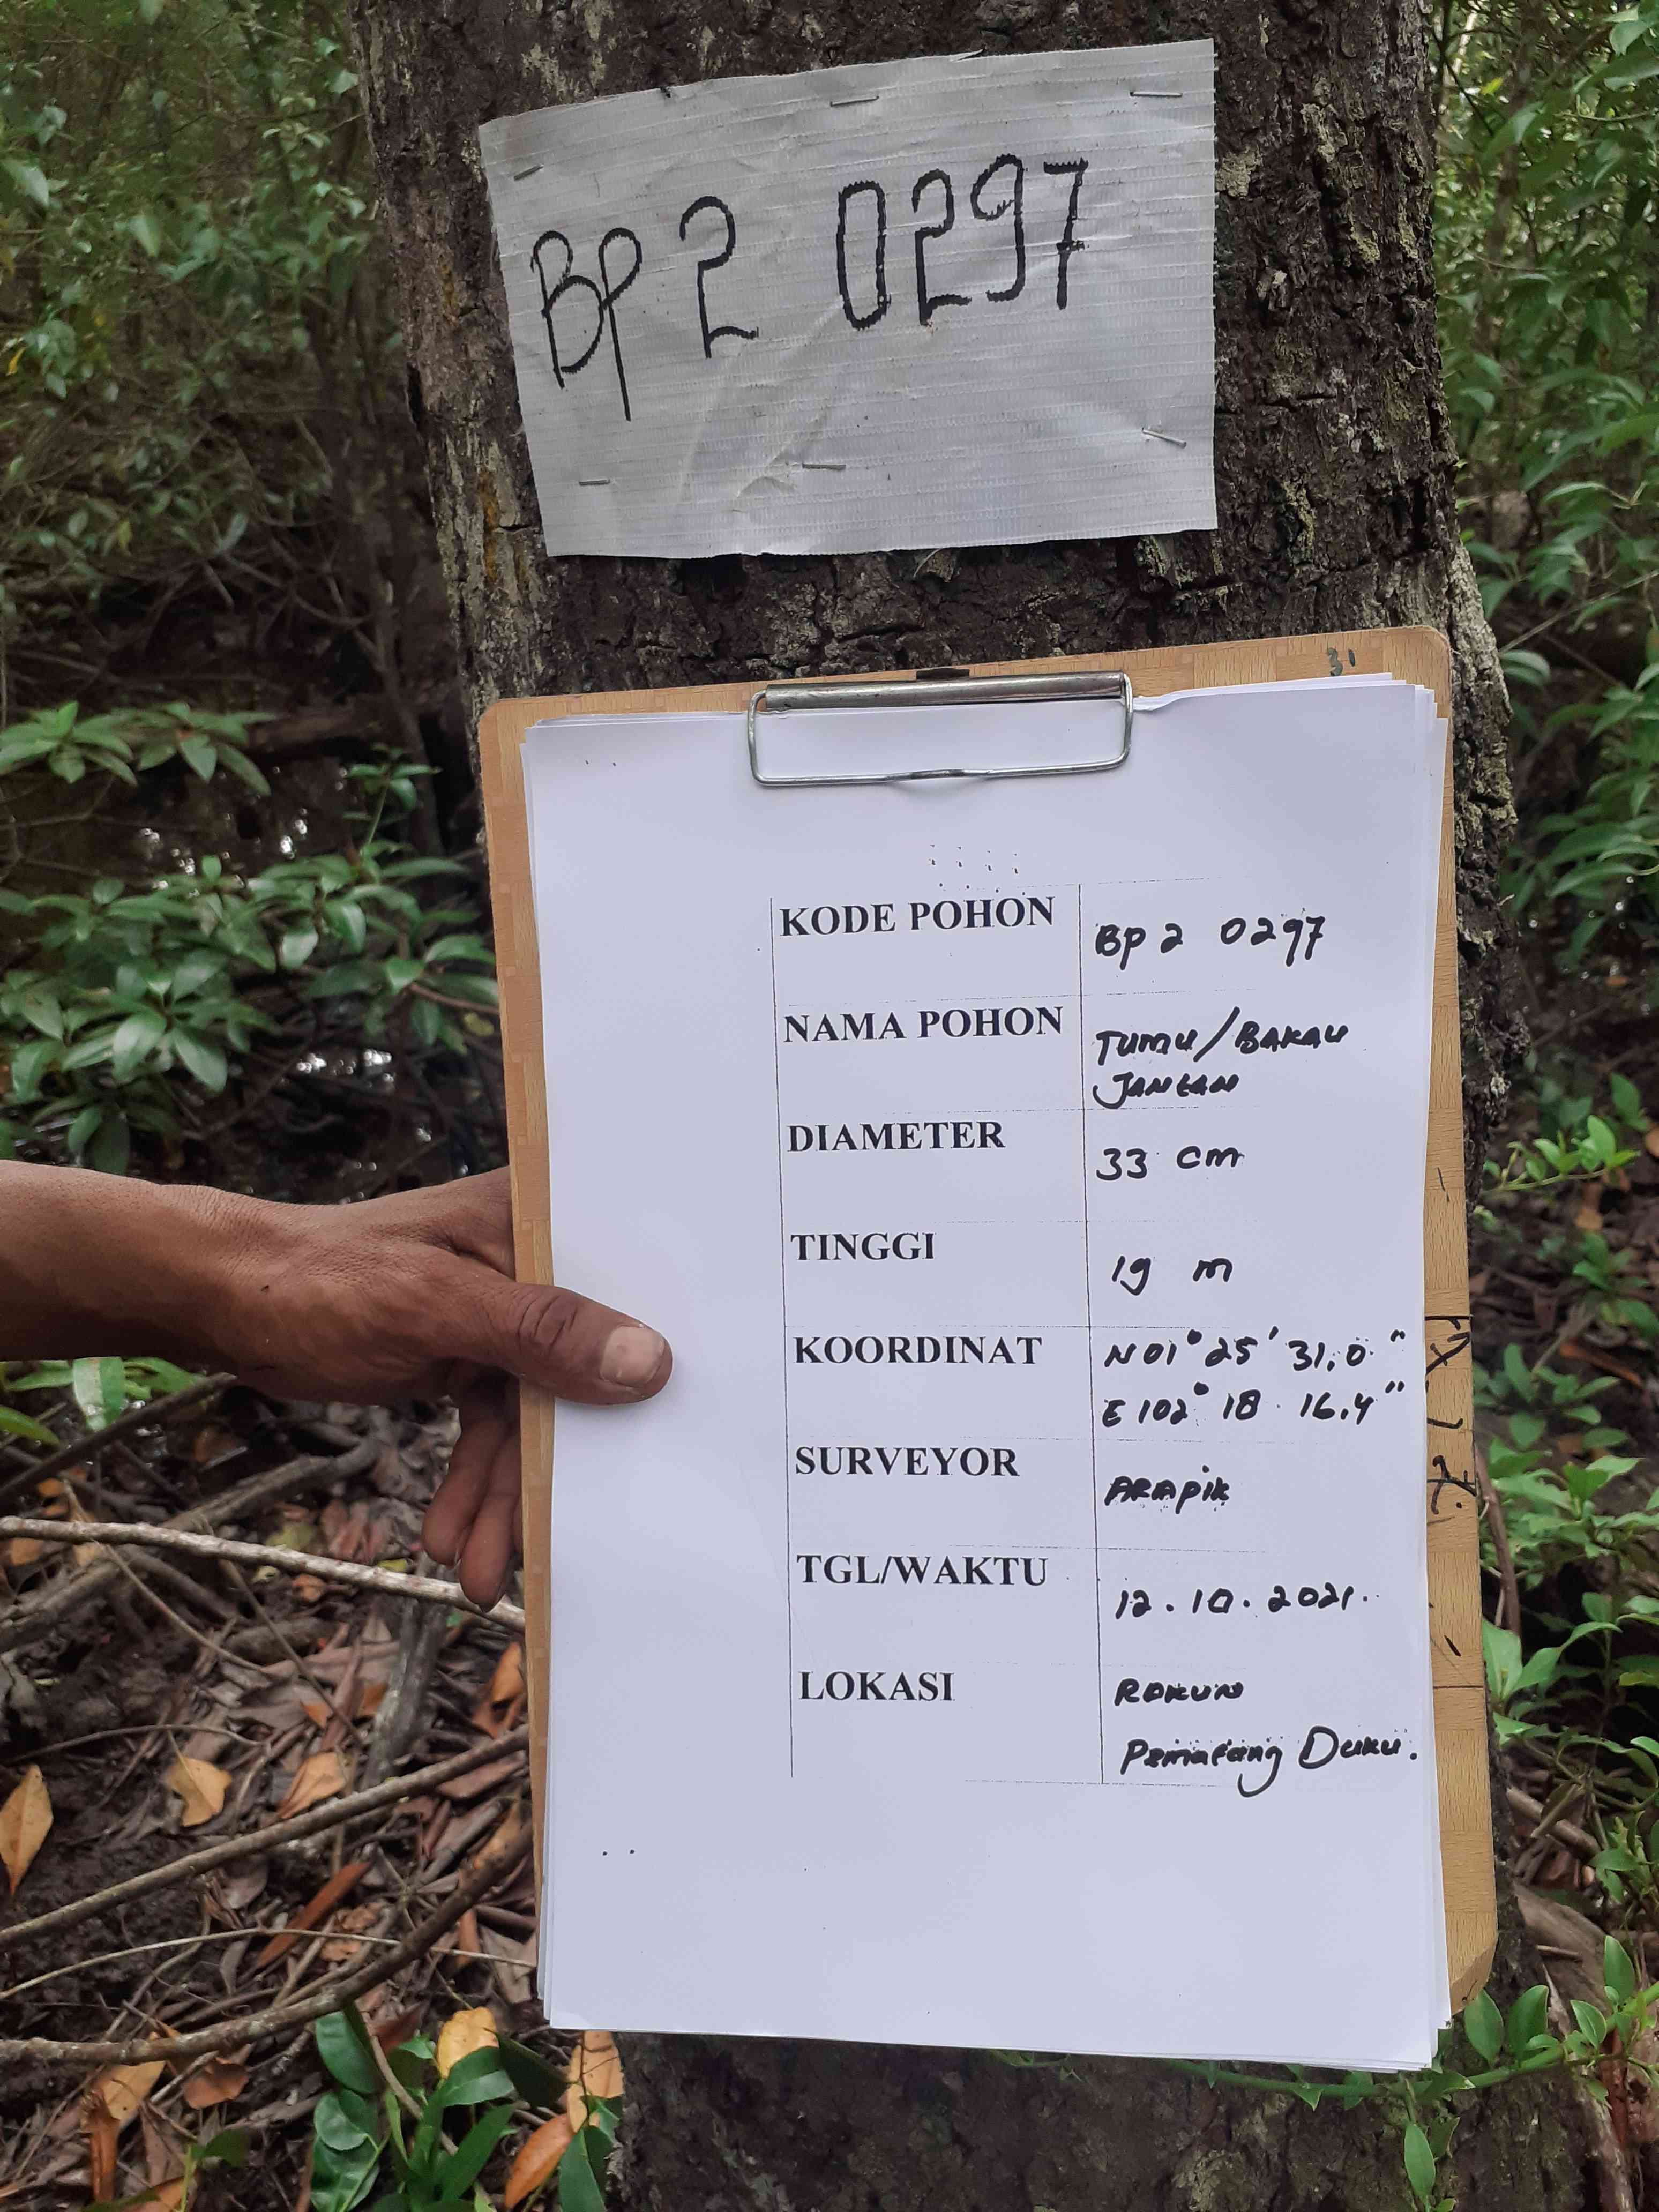 BP 2 0297
31
KODE POHON BP 2 0297
NAMA POHON TUMU/BAKAU
JANTAN
DIAMETER 33 cm
TINGGI 19 m
KOORDINAT N 01° 25' 31,0"
E 102° 18 16,4"
SURVEYOR ARAPIK
TGL/WAKTU 12.10.2021.
LOKASI
Pematang Duku.